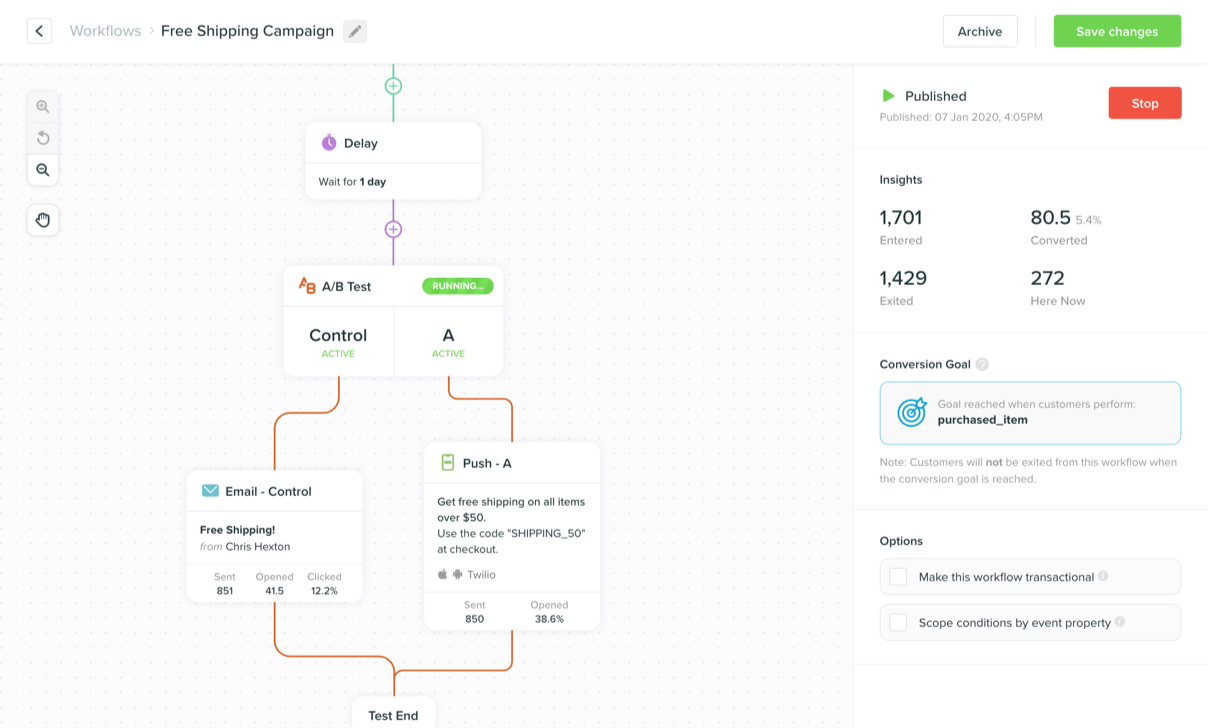 Workflows > Free Shipping Campaign
Archive
Save changes
Delay
Wait for 1 day
A/B Test
RUNNING...
Control
ACTIVE
A
ACTIVE
Email - Control
Free Shipping!
from Chris Hexton
Sent Opened Clicked
851 41.5 12.2%
Push - A
Get free shipping on all items
over $50.
Use the code "SHIPPING_50"
at checkout.
Twilio
Sent Opened
850 38.6%
Test End
Published
Published: 07 Jan 2020, 4:05PM
Stop
Insights
1,701
Entered
80.5 5.4%
Converted
1,429
Exited
272
Here Now
Conversion Goal ?
Goal reached when customers perform:
purchased_item
Note: Customers will not be exited from this workflow when
the conversion goal is reached.
Options
Make this workflow transactional
Scope conditions by event property